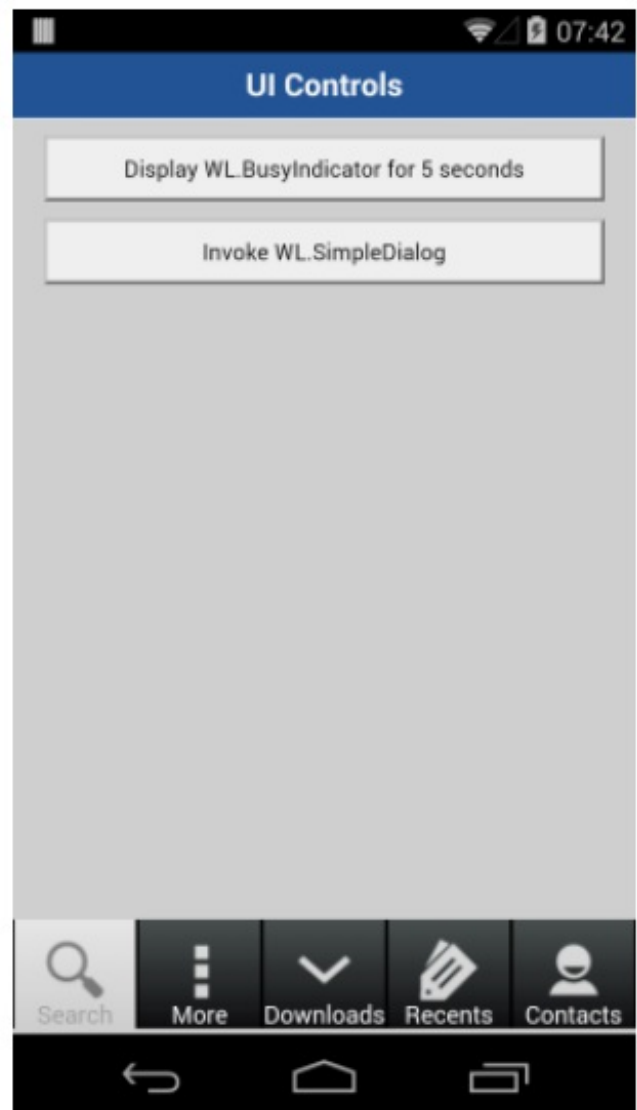 07:42
UI Controls
Display WL.BusyIndicator for 5 seconds
Invoke WL.SimpleDialog
Search More Downloads Recents Contacts